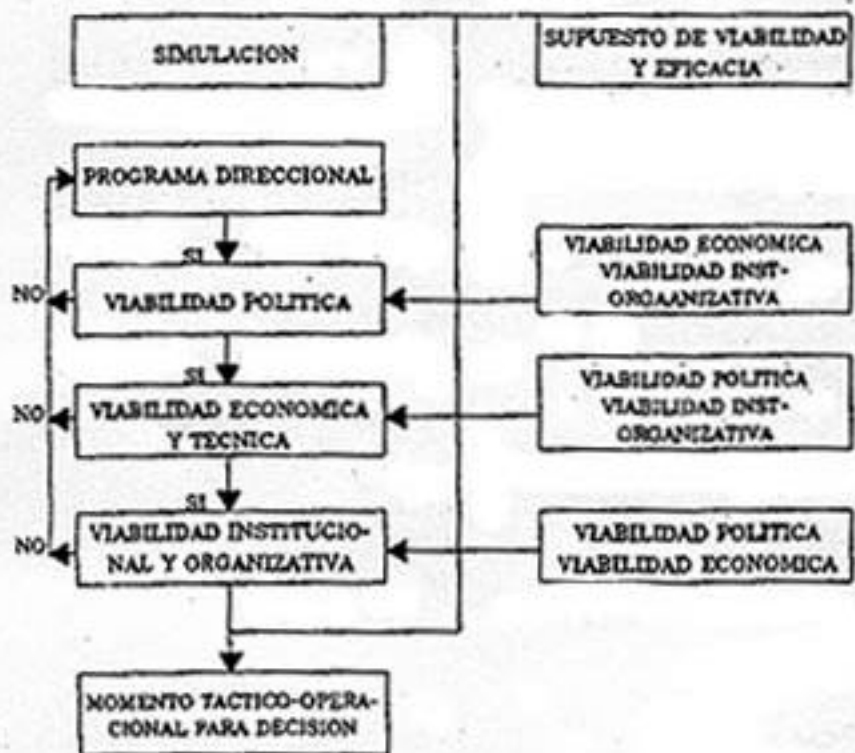 SIMULACION
SUPUESTO DE VIABILIDAD
Y EFICACIA
PROGRAMA DIRECCIONAL
SI
NO
VIABILIDAD POLITICA
VIABILIDAD ECONOMICA
VIABILIDAD INST-
ORGAANIZATIVA
SI
NO
VIABILIDAD ECONOMICA
Y TECNICA
VIABILIDAD POLITICA
VIABILIDAD INST-
ORGANIZATIVA
SI
NO
VIABILIDAD INSTITUCIO-
NAL Y ORGANIZATIVA
VIABILIDAD POLITICA
VIABILIDAD ECONOMICA
MOMENTO TACTICO-OPERA-
CIONAL PARA DECISION